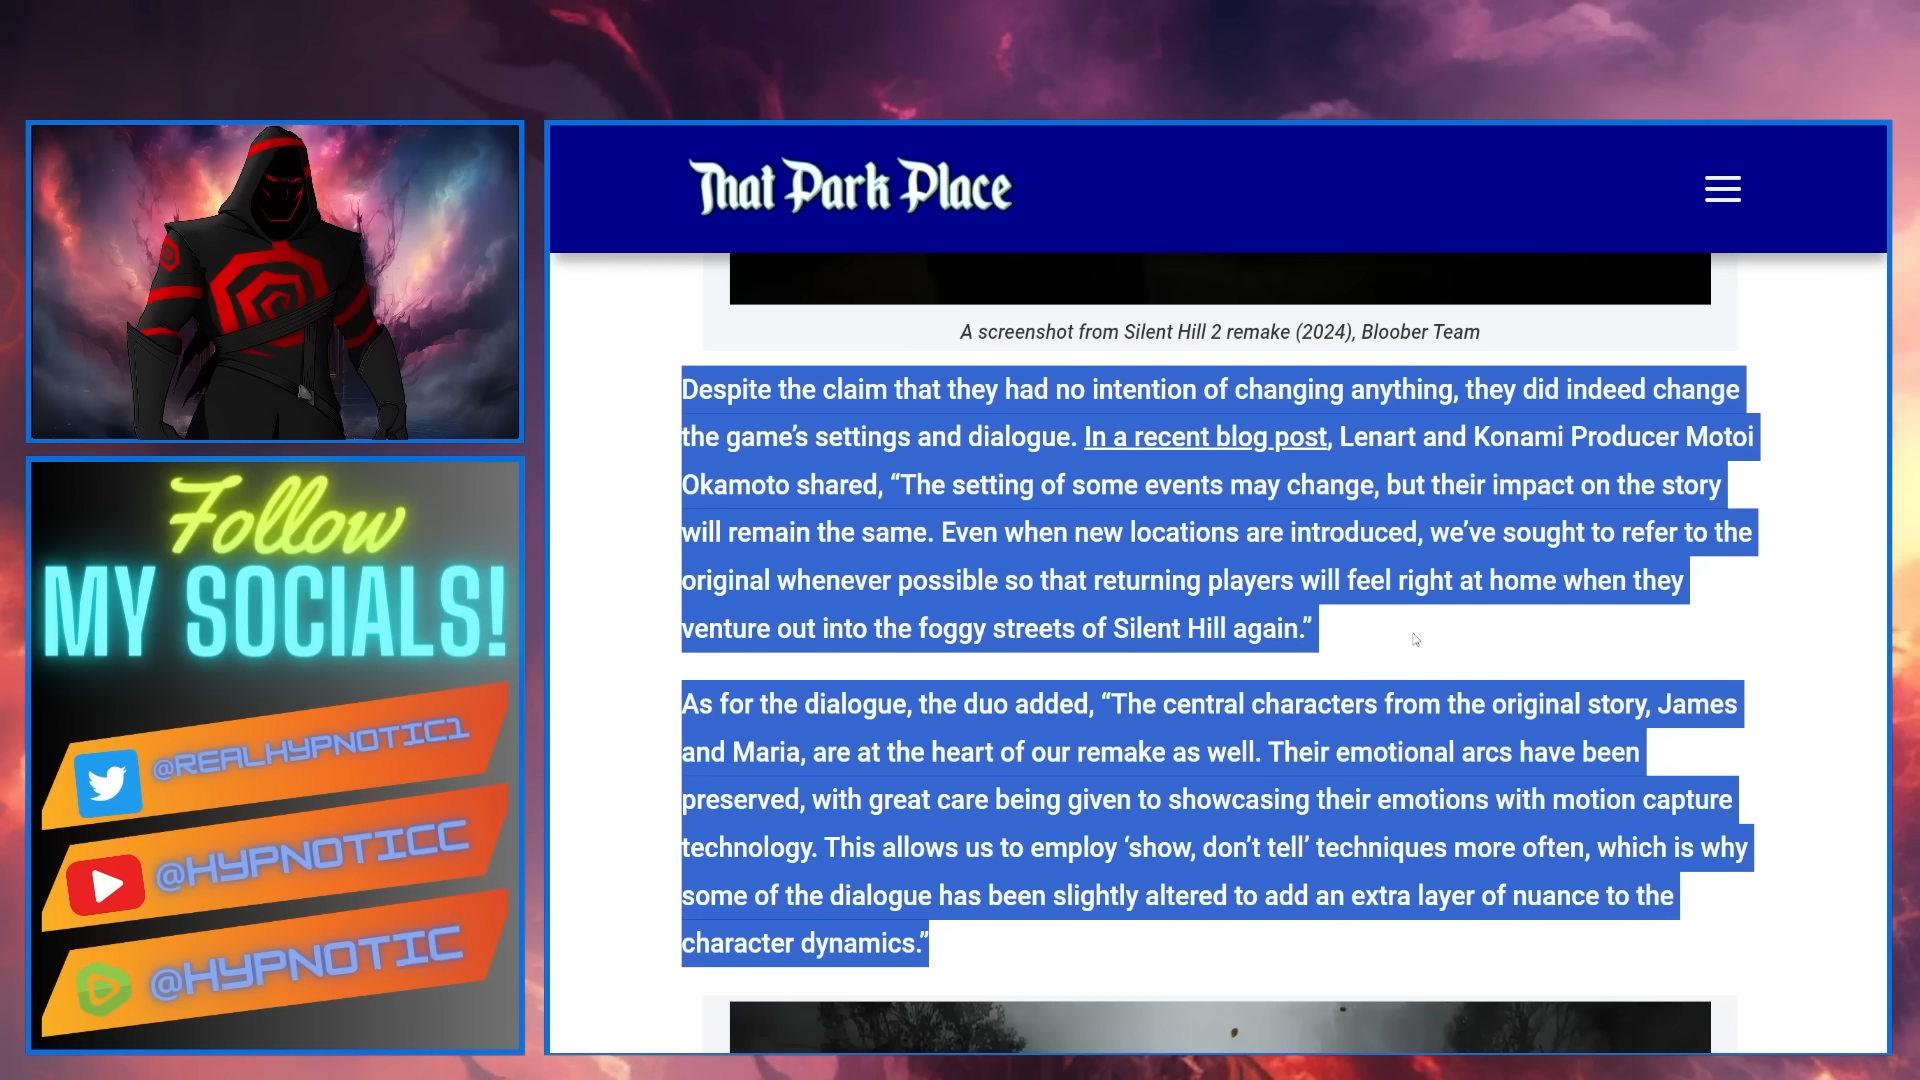 That Park Place
A screenshot from Silent Hill 2 remake (2024), Bloober Team
Despite the claim that they had no intention of changing anything, they did indeed change
the game’s settings and dialogue. In a recent blog post, Lenart and Konami Producer Motoi
Okamoto shared, “The setting of some events may change, but their impact on the story
will remain the same. Even when new locations are introduced, we’ve sought to refer to the
original whenever possible so that returning players will feel right at home when they
venture out into the foggy streets of Silent Hill again.”
As for the dialogue, the duo added, “The central characters from the original story, James
and Maria, are at the heart of our remake as well. Their emotional arcs have been
preserved, with great care being given to showcasing their emotions with motion capture
technology. This allows us to employ ‘show, don’t tell’ techniques more often, which is why
some of the dialogue has been slightly altered to add an extra layer of nuance to the
character dynamics.”
Follow
MY SOCIALS!
@REALHYPNOTIC1
@HYPNOTICC
@HYPNOTIC